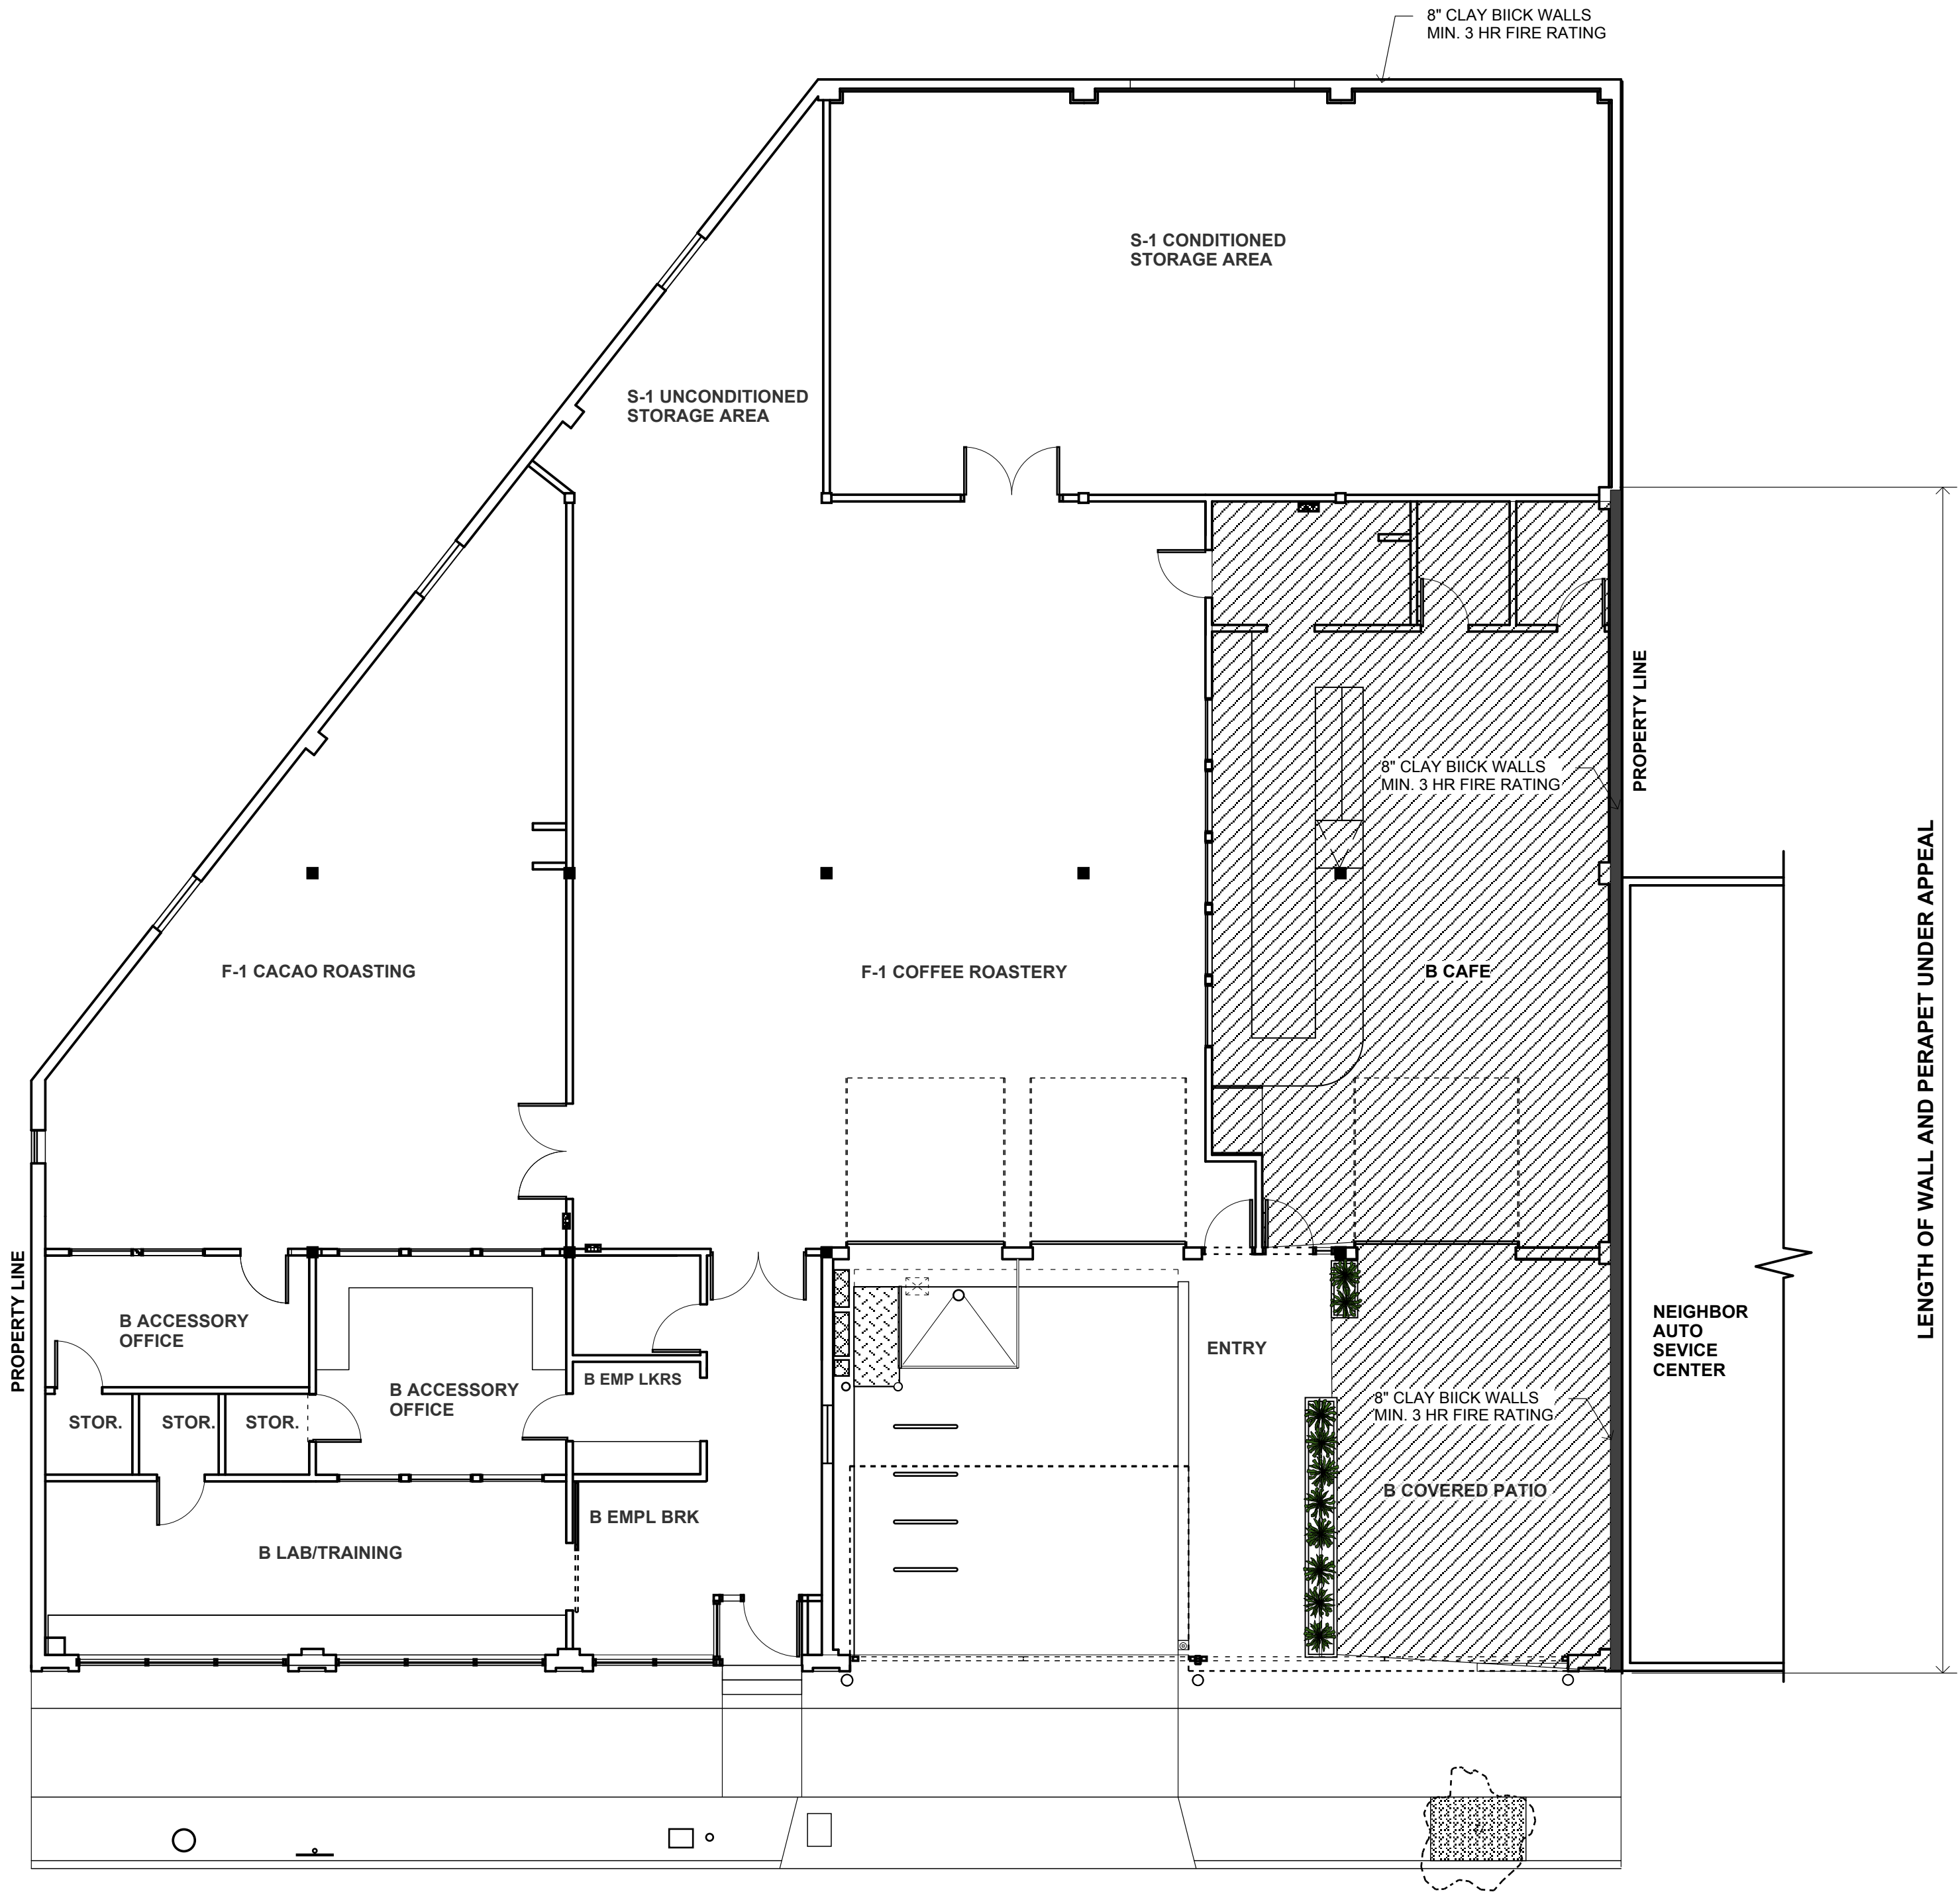 8" CLAY BIICK WALLS
MIN. 3 HR FIRE RATING
S-1 CONDITIONED
STORAGE AREA
S-1 UNCONDITIONED
STORAGE AREA
PROPERTY LINE
8" CLAY BIICK WALLS
MIN. 3 HR FIRE RATING
LENGTH OF WALL AND PERAPET UNDER APPEAL
F-1 CACAO ROASTING
F-1 COFFEE ROASTERY
B CAFE
PROPERTY LINE
B ACCESSORY
OFFICE
ENTRY
NEIGHBOR
AUTO
SEVICE
CENTER
B EMP LKRS
B ACCESSORY
OFFICE
8" CLAY BIICK WALLS
MIN. 3 HR FIRE RATING
STOR.
STOR.
STOR.
B COVERED PATIO
B EMPL BRK
B LAB/TRAINING